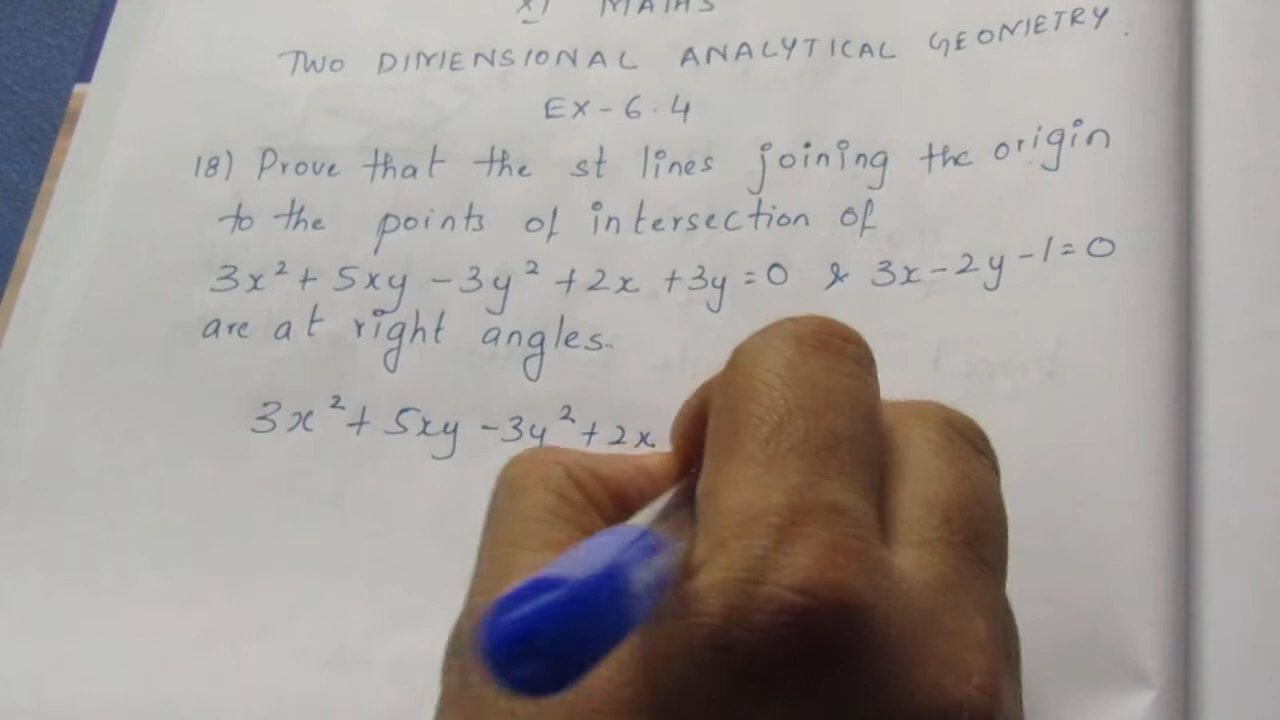 XI MATHS
TWO DIMENSIONAL ANALYTICAL GEOMETRY.
EX-6.4
18) Prove that the st lines joining the origin
to the points of intersection of
3x² + 5xy - 3y² + 2x + 3y = 0 & 3x - 2y - 1 = 0
are at right angles.
3x² + 5xy - 3y² + 2x